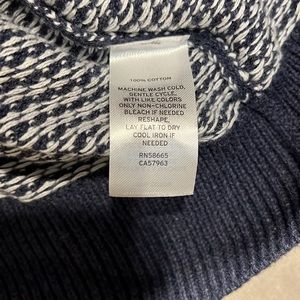 100% COTTON
MACHINE WASH COLD,
GENTLE CYCLE,
WITH LIKE COLORS
ONLY NON-CHLORINE
BLEACH IF NEEDED
RESHAPE,
LAY FLAT TO DRY
COOL IRON IF
NEEDED
RN58665
CA57963